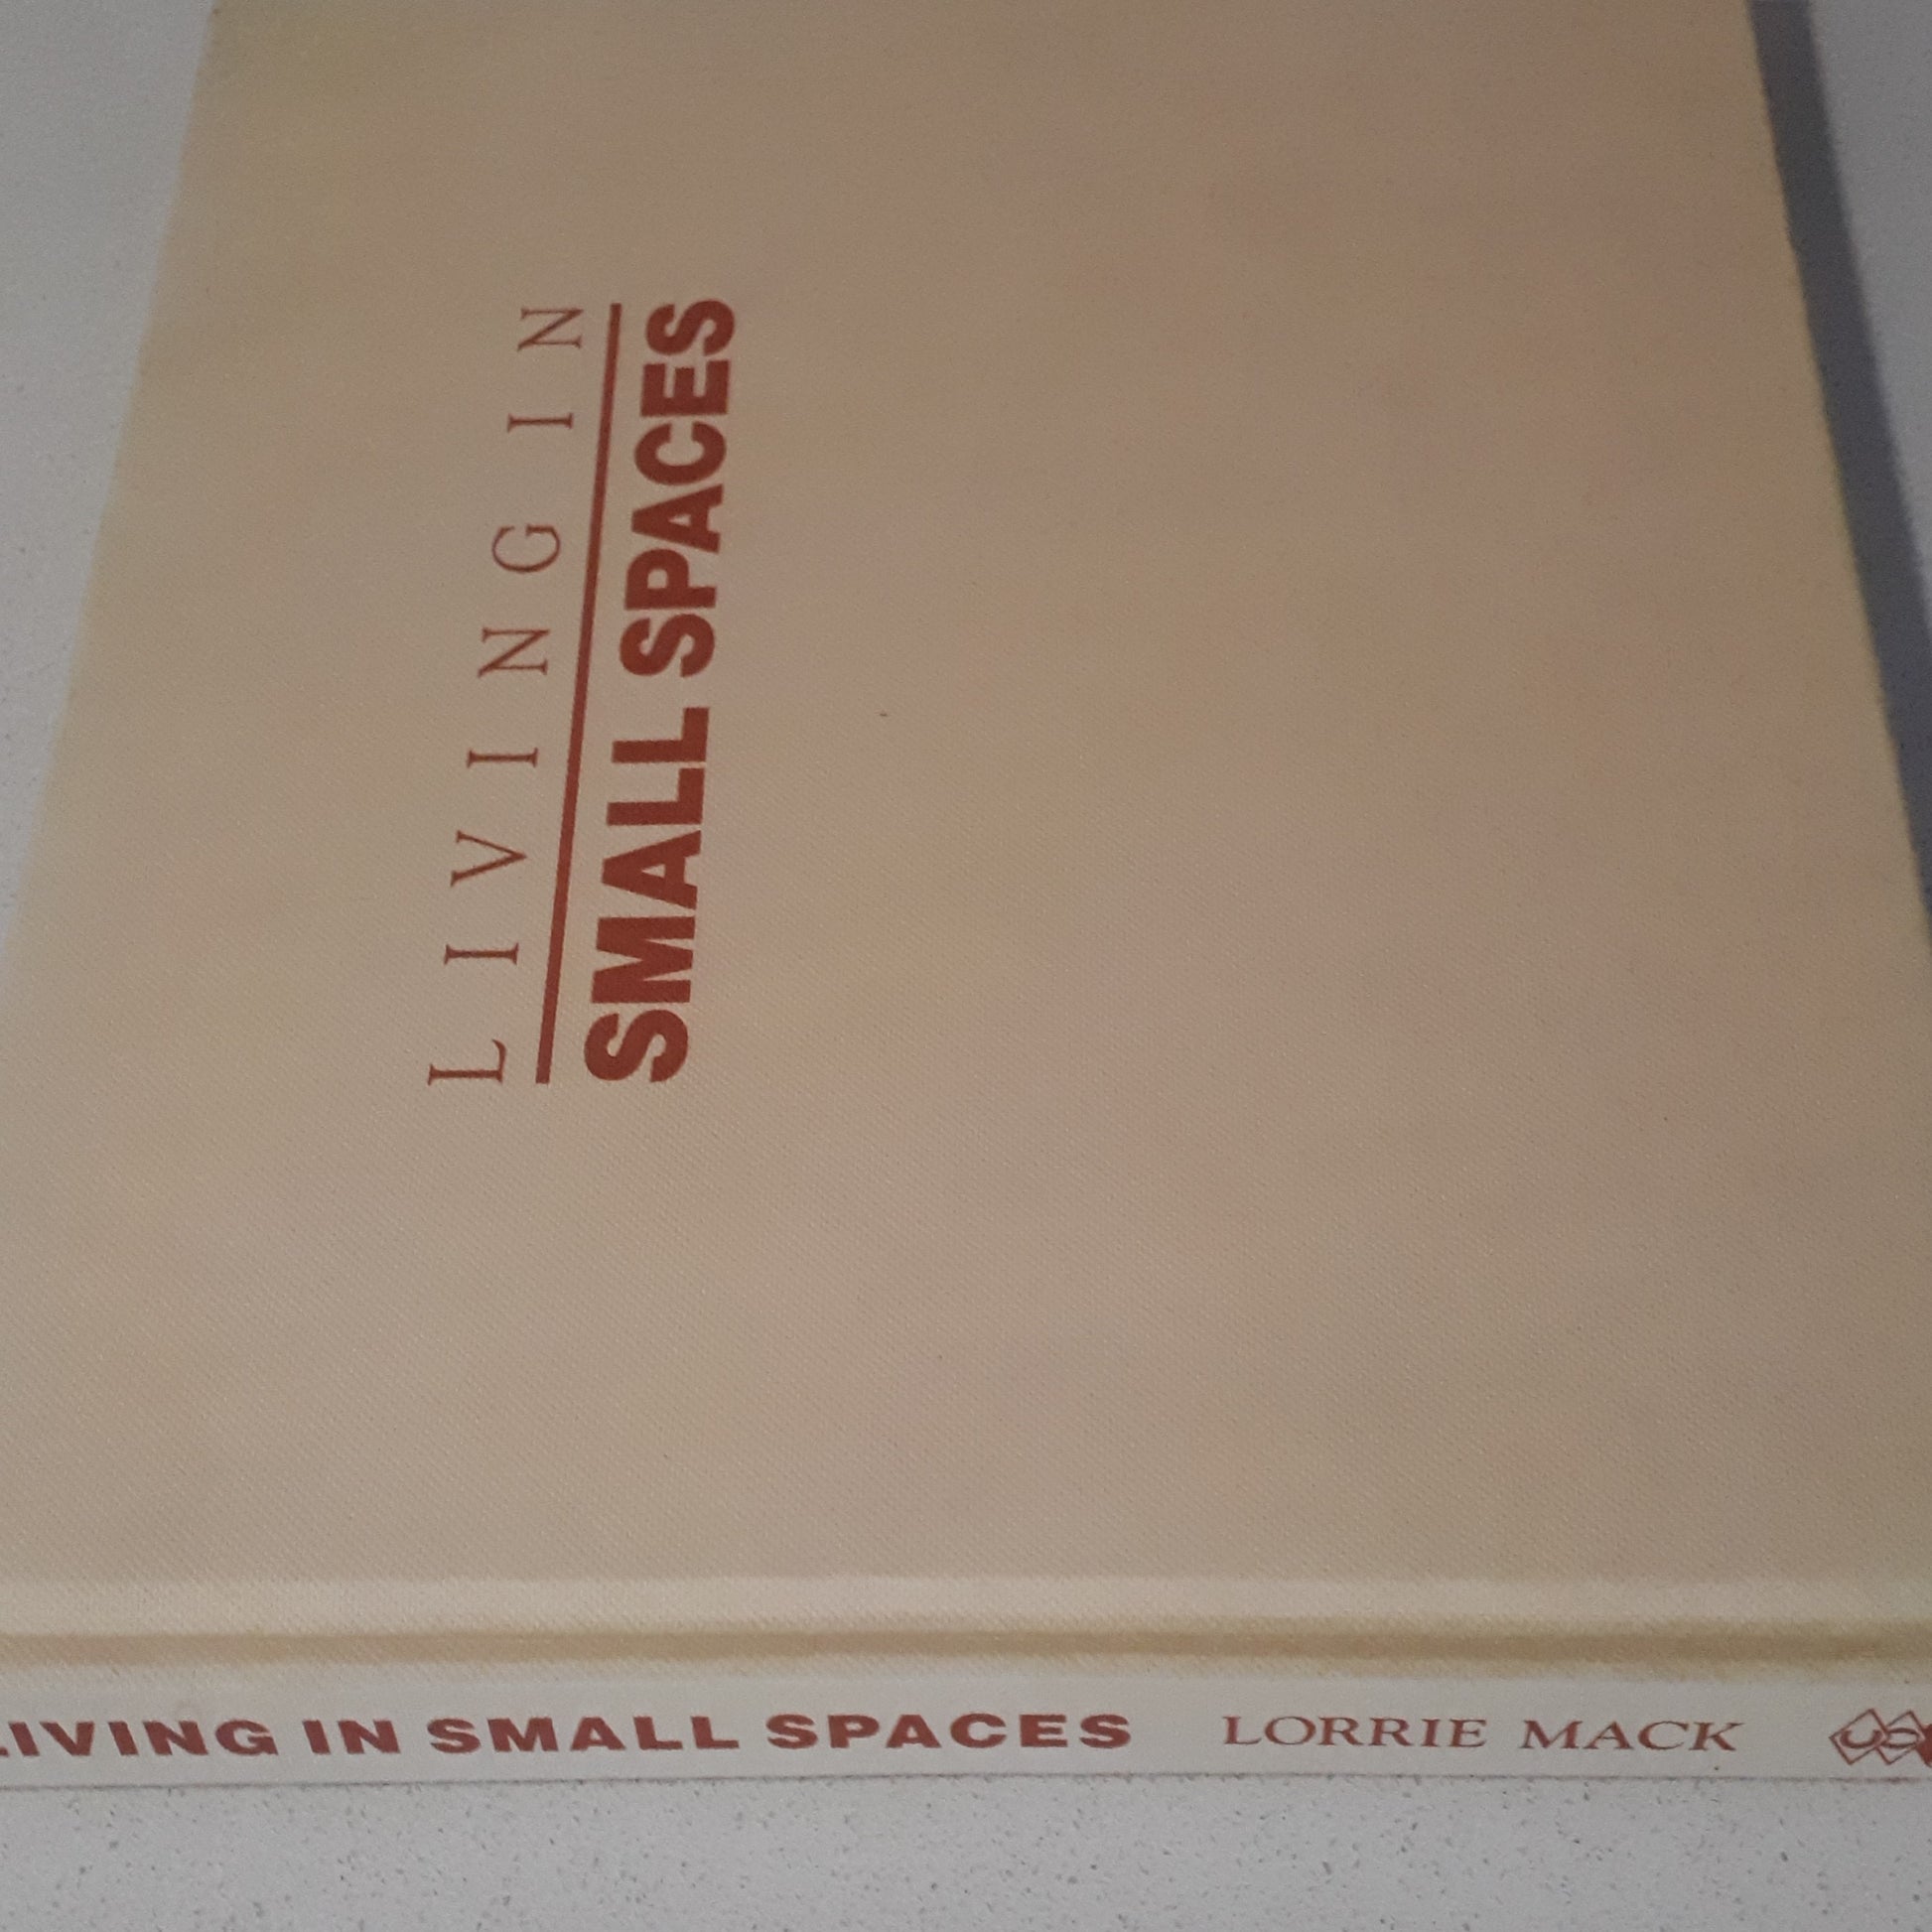 LIVING IN
SMALL SPACES
LIVING IN SMALL SPACES LORRIE MACK